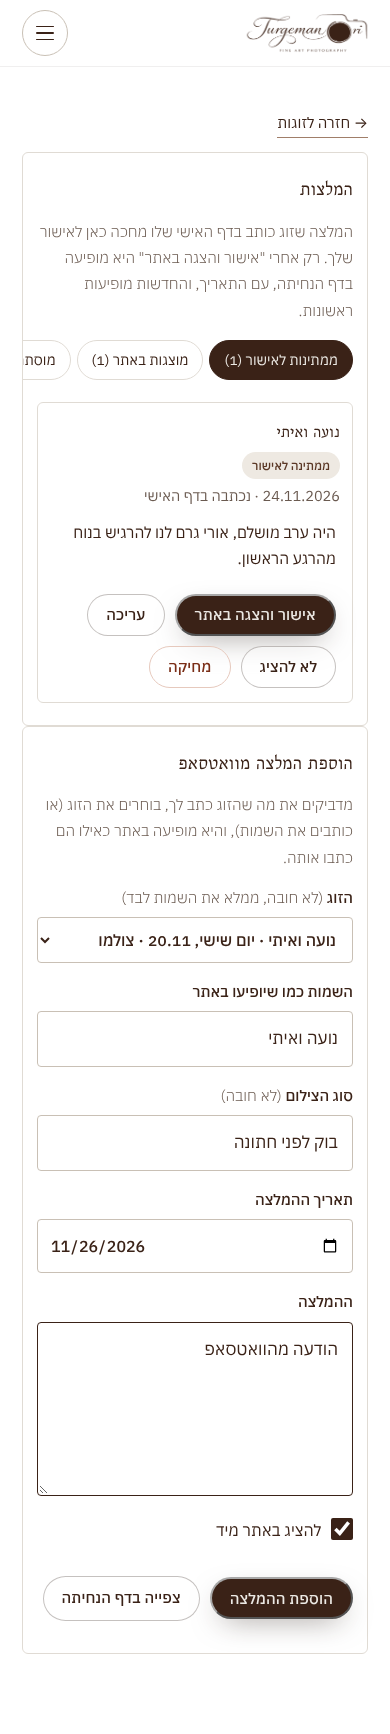 Turgeman ri
FINE ART PHOTOGRAPHY
→ חזרה לזוגות
המלצות
המלצה שזוג כותב בדף האישי שלו מחכה כאן לאישור
שלך. רק אחרי "אישור והצגה באתר" היא מופיעה
בדף הנחיתה, עם התאריך, והחדשות מופיעות
ראשונות.
ממתינות לאישור (1)
מוצגות באתר (1)
נועה ואיתי
ממתינה לאישור
24.11.2026 · נכתבה בדף האישי
היה ערב מושלם, אורי גרם לנו להרגיש בנוח
מהרגע הראשון.
אישור והצגה באתר
עריכה
לא להציג
מחיקה
הוספת המלצה מוואטסאפ
מדביקים את מה שהזוג כתב לך, בוחרים את הזוג (או
כותבים את השמות), והיא מופיעה באתר כאילו הם
כתבו אותה.
הזוג (לא חובה, ממלא את השמות לבד)
נועה ואיתי · יום שישי, 20.11 · צולמו
השמות כמו שיופיעו באתר
נועה ואיתי
סוג הצילום (לא חובה)
בוק לפני חתונה
תאריך ההמלצה
11/26/2026
ההמלצה
הודעה מהוואטסאפ
להציג באתר מיד
הוספת ההמלצה
צפייה בדף הנחיתה